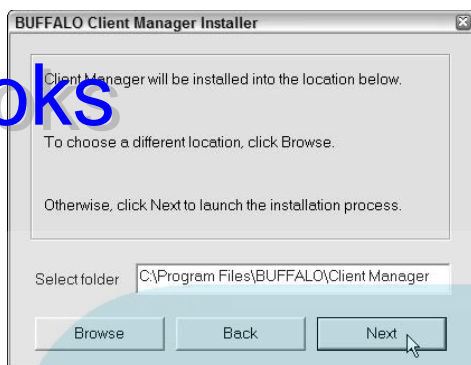 BUFFALO Client Manager Installer
Client Manager will be installed into the location below.
oks
To choose a different location, click Browse.
Otherwise, click Next to launch the installation process.
Select folder C:\Program Files\BUFFALO\Client Manager
Browse Back Next